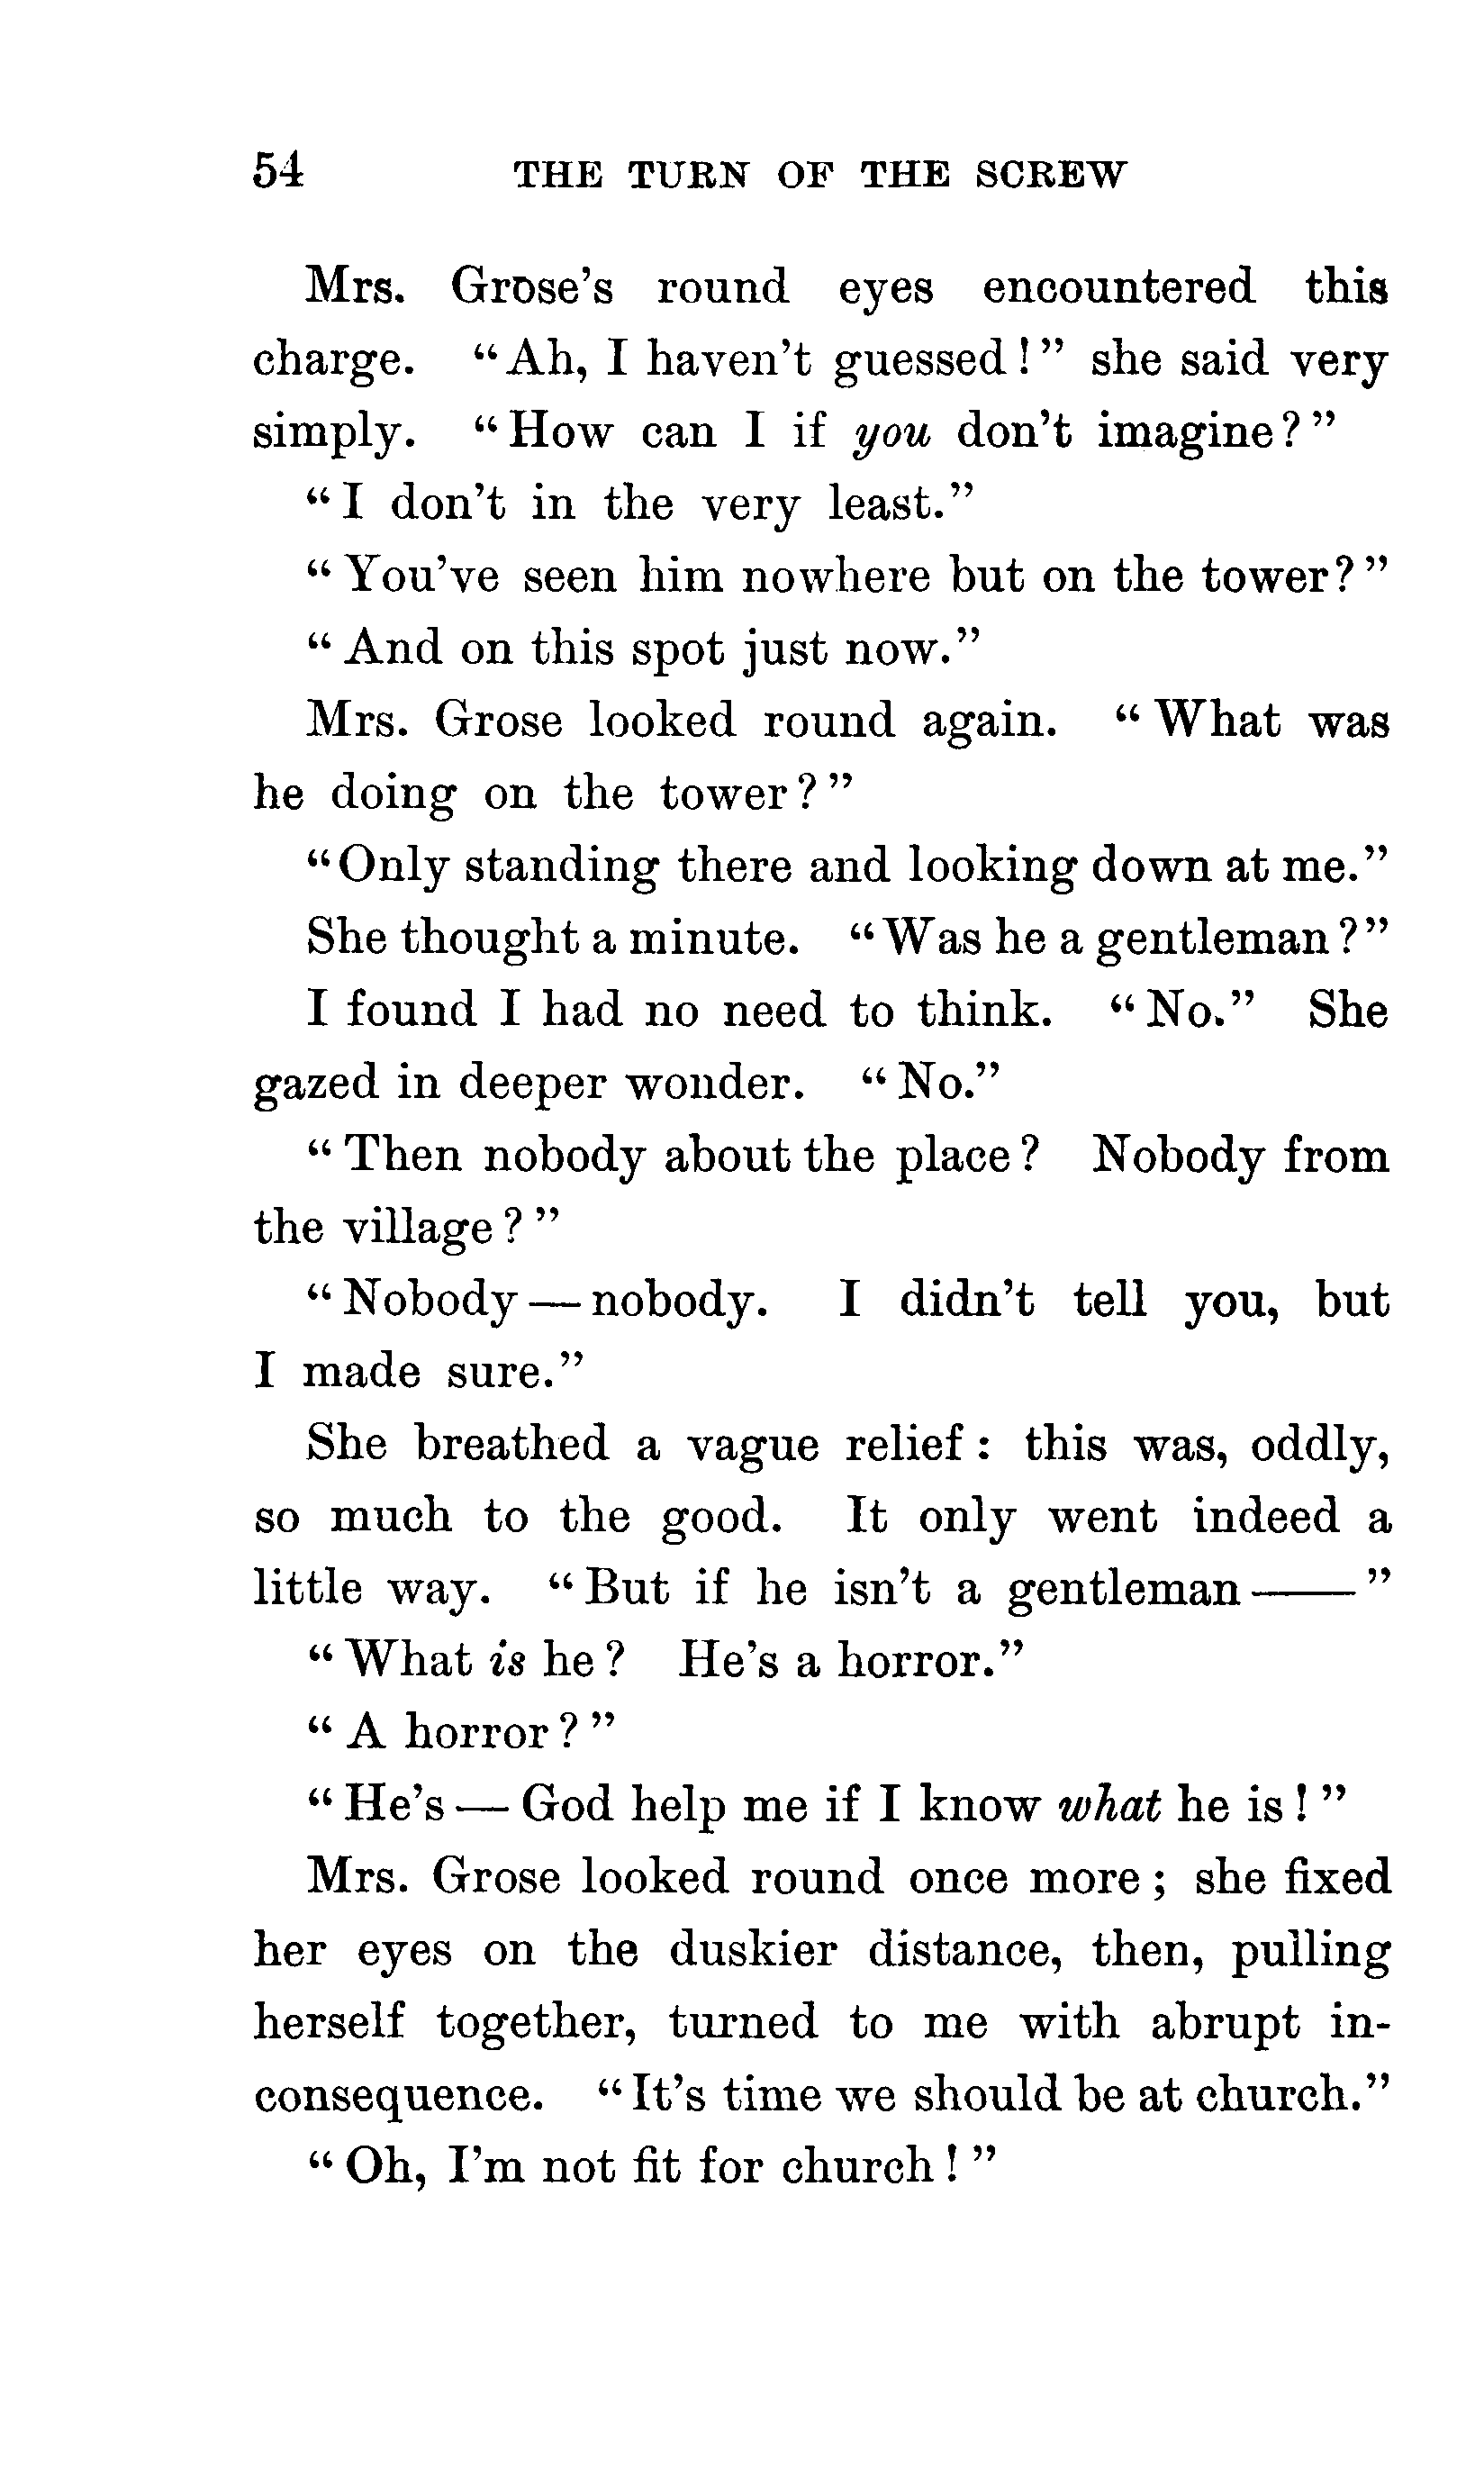 54 THE TURN OF THE SCREW
Mrs. Grose's round eyes encountered this
charge. "Ah, I haven't guessed!" she said very
simply. "How can I if you don't imagine?"
"I don't in the very least."
"You've seen him nowhere but on the tower?"
"And on this spot just now."
Mrs. Grose looked round again. "What was
he doing on the tower?"
"Only standing there and looking down at me."
She thought a minute. "Was he a gentleman?"
I found I had no need to think. "No." She
gazed in deeper wonder. "No."
"Then nobody about the place? Nobody from
the village?"
"Nobody—nobody. I didn't tell you, but
I made sure."
She breathed a vague relief: this was, oddly,
so much to the good. It only went indeed a
little way. "But if he isn't a gentleman——"
"What is he? He's a horror."
"A horror?"
"He's—God help me if I know what he is!"
Mrs. Grose looked round once more; she fixed
her eyes on the duskier distance, then, pulling
herself together, turned to me with abrupt in-
consequence. "It's time we should be at church."
"Oh, I'm not fit for church!"